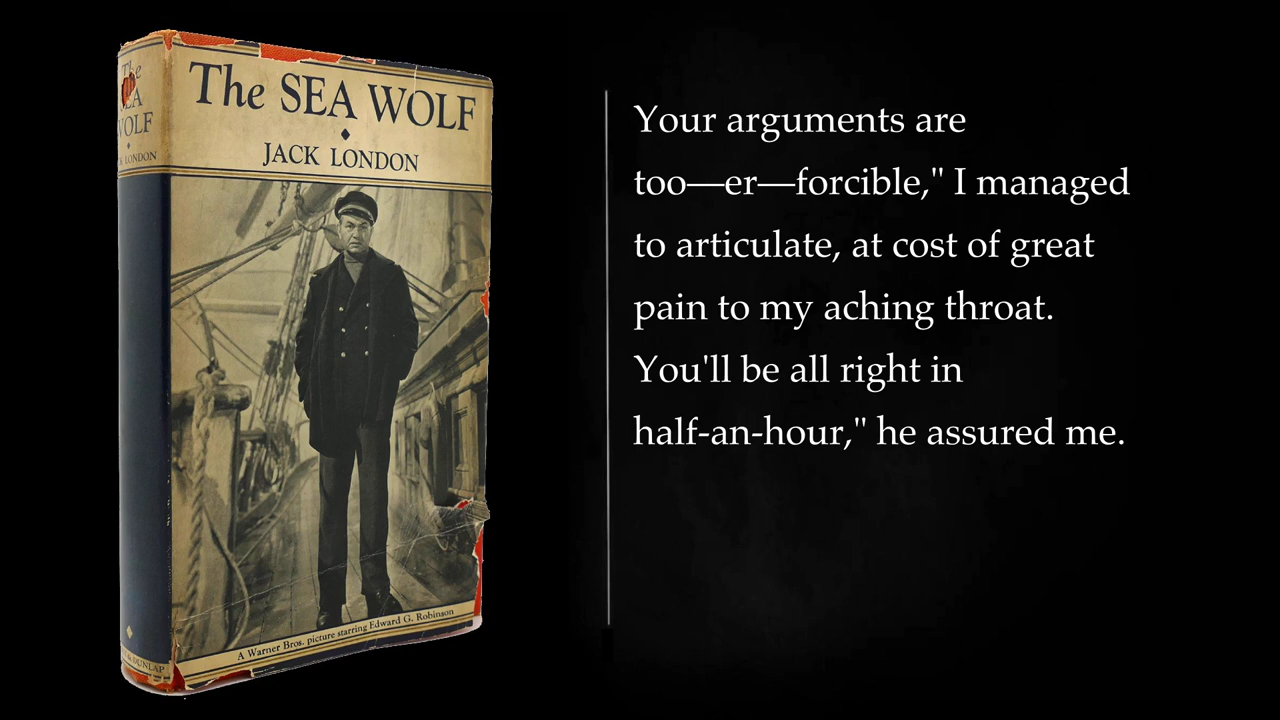 The SEA WOLF
JACK LONDON
The
WOLF
LONDON
A Warner Bros. picture starring Edward G. Robinson
DUNLAP
Your arguments are
too—er—forcible," I managed
to articulate, at cost of great
pain to my aching throat.
You'll be all right in
half-an-hour," he assured me.